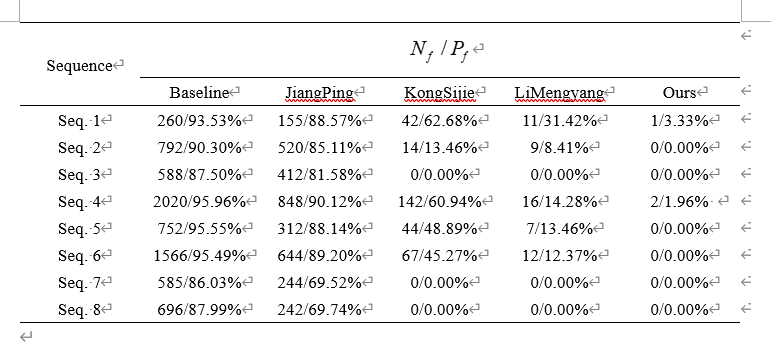 N_f / P_f
Sequence
Baseline JiangPing KongSijie LiMengyang Ours
Seq. 1 260/93.53% 155/88.57% 42/62.68% 11/31.42% 1/3.33%
Seq. 2 792/90.30% 520/85.11% 14/13.46% 9/8.41% 0/0.00%
Seq. 3 588/87.50% 412/81.58% 0/0.00% 0/0.00% 0/0.00%
Seq. 4 2020/95.96% 848/90.12% 142/60.94% 16/14.28% 2/1.96%
Seq. 5 752/95.55% 312/88.14% 44/48.89% 7/13.46% 0/0.00%
Seq. 6 1566/95.49% 644/89.20% 67/45.27% 12/12.37% 0/0.00%
Seq. 7 585/86.03% 244/69.52% 0/0.00% 0/0.00% 0/0.00%
Seq. 8 696/87.99% 242/69.74% 0/0.00% 0/0.00% 0/0.00%